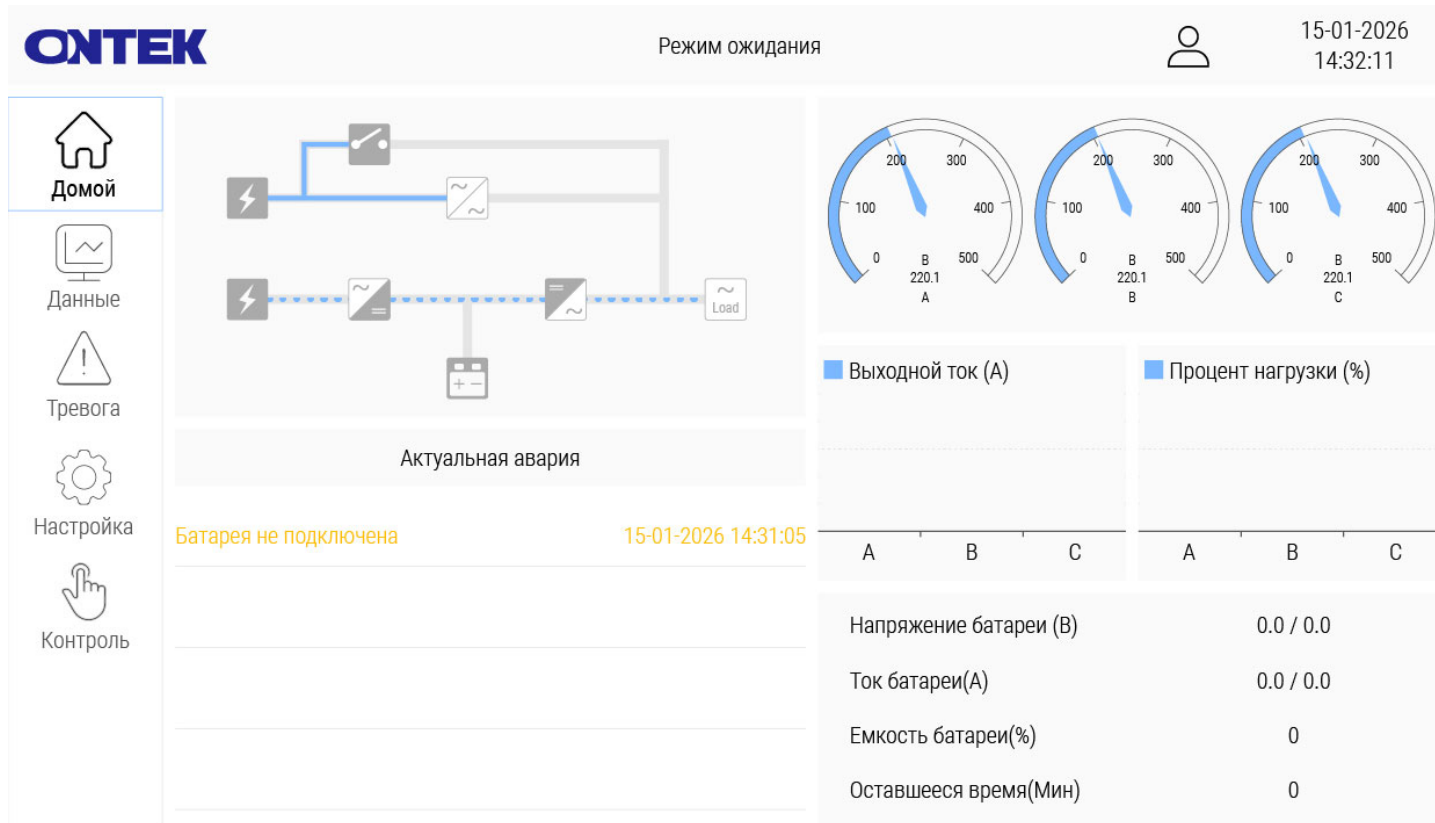 ONTEK
Режим ожидания
15-01-2026
14:32:11
Домой
Данные
Тревога
Настройка
Контроль
Load
Актуальная авария
Батарея не подключена 15-01-2026 14:31:05
0 100 200 300 400 500
В
220.1
A
0 100 200 300 400 500
В
220.1
B
0 100 200 300 400 500
В
220.1
C
Выходной ток (А)
A B C
Процент нагрузки (%)
A B C
Напряжение батареи (В) 0.0 / 0.0
Ток батареи(А) 0.0 / 0.0
Емкость батареи(%) 0
Оставшееся время(Мин) 0